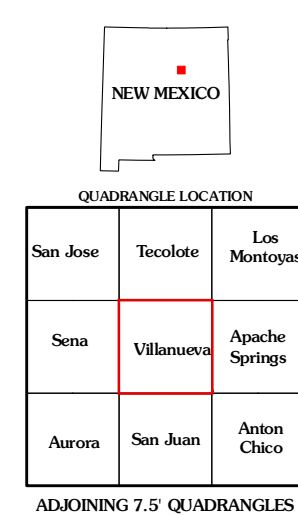 NEW MEXICO
QUADRANGLE LOCATION
San Jose
Tecolote
Los
Montoyas
Sena
Villanueva
Apache
Springs
Aurora
San Juan
Anton
Chico
ADJOINING 7.5' QUADRANGLES